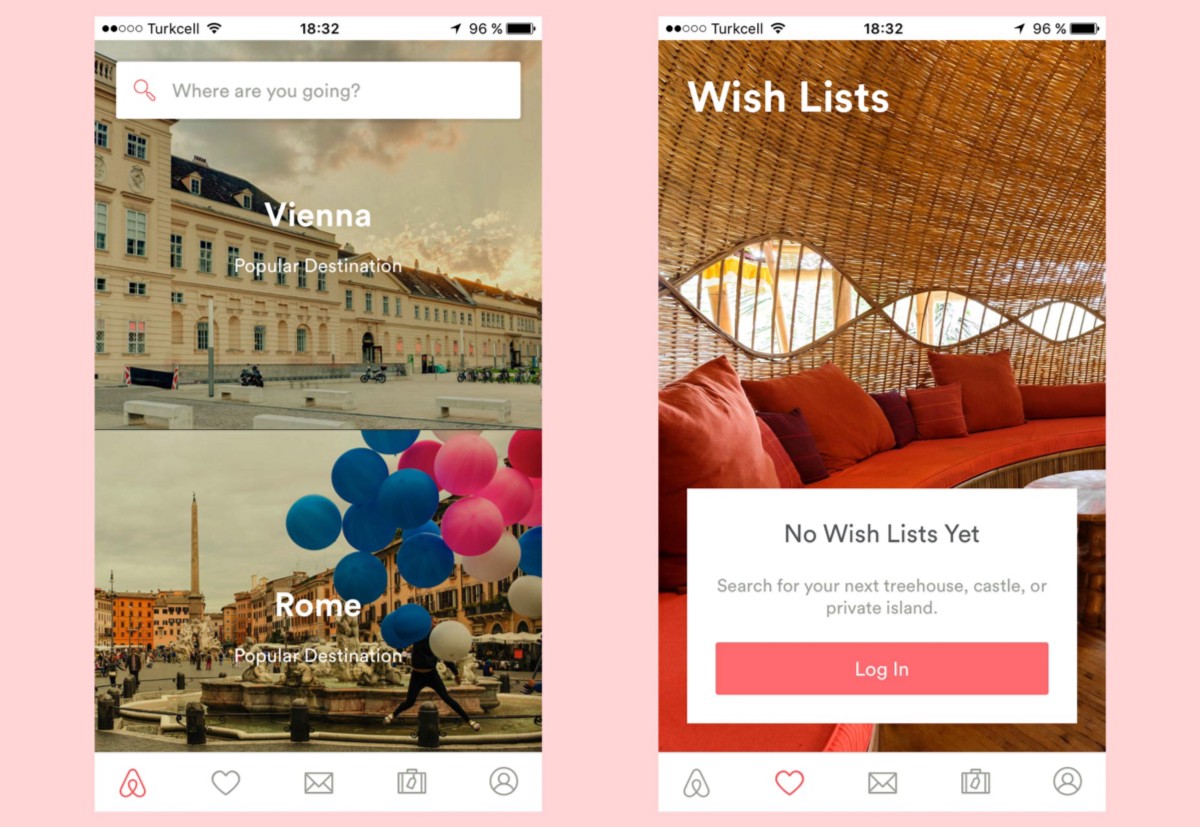 Turkcell 18:32 96 %
Where are you going?
Vienna
Popular Destination
Rome
Popular Destination
Turkcell 18:32 96 %
Wish Lists
No Wish Lists Yet
Search for your next treehouse, castle, or
private island.
Log In